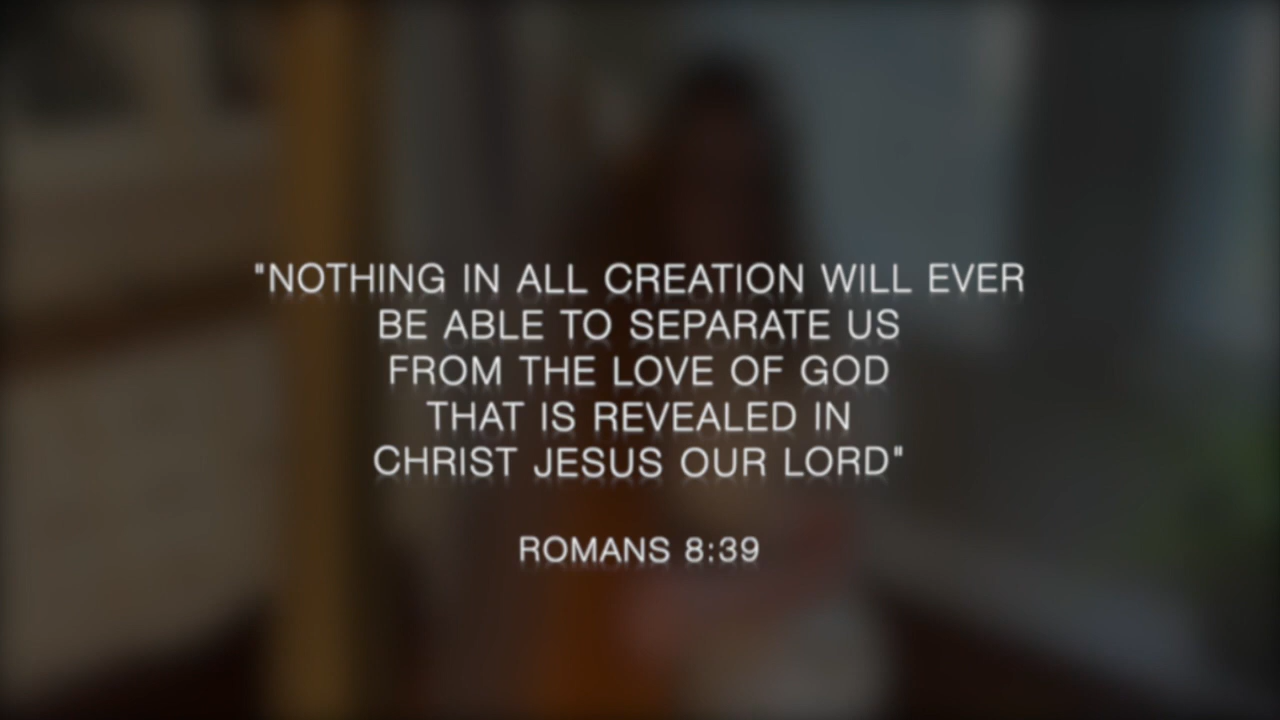 "NOTHING IN ALL CREATION WILL EVER
BE ABLE TO SEPARATE US
FROM THE LOVE OF GOD
THAT IS REVEALED IN
CHRIST JESUS OUR LORD"
ROMANS 8:39